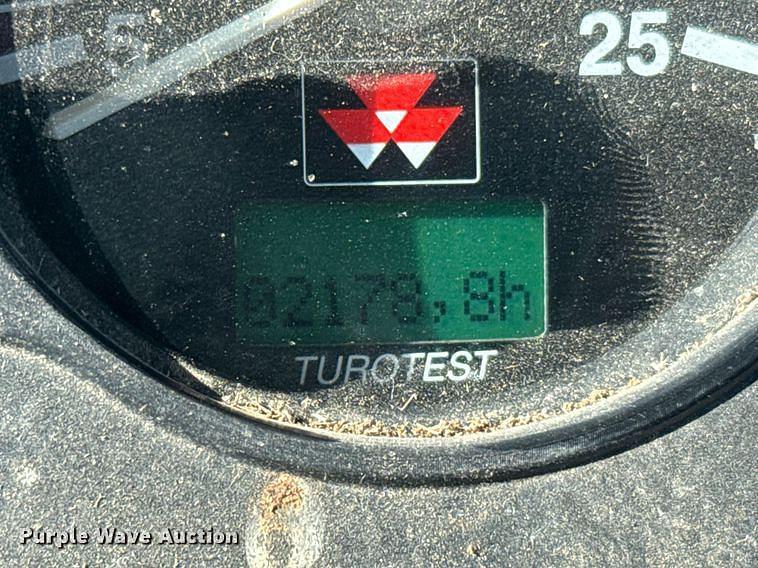 5
25
02178,8h
TUROTEST
Purple Wave Auction